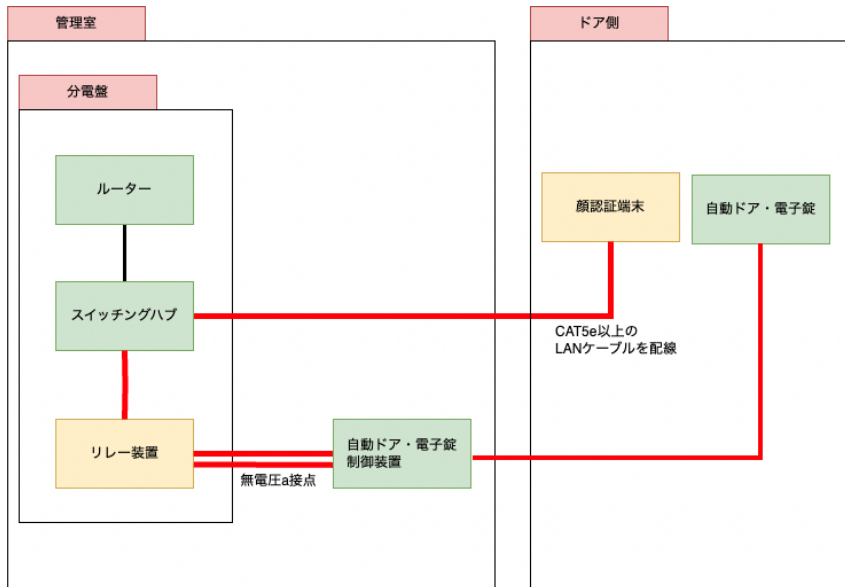 管理室
ドア側
分電盤
ルーター
顔認証端末
自動ドア・電子錠
スイッチングハブ
CAT5e以上の
LANケーブルを配線
リレー装置
自動ドア・電子錠
制御装置
無電圧a接点